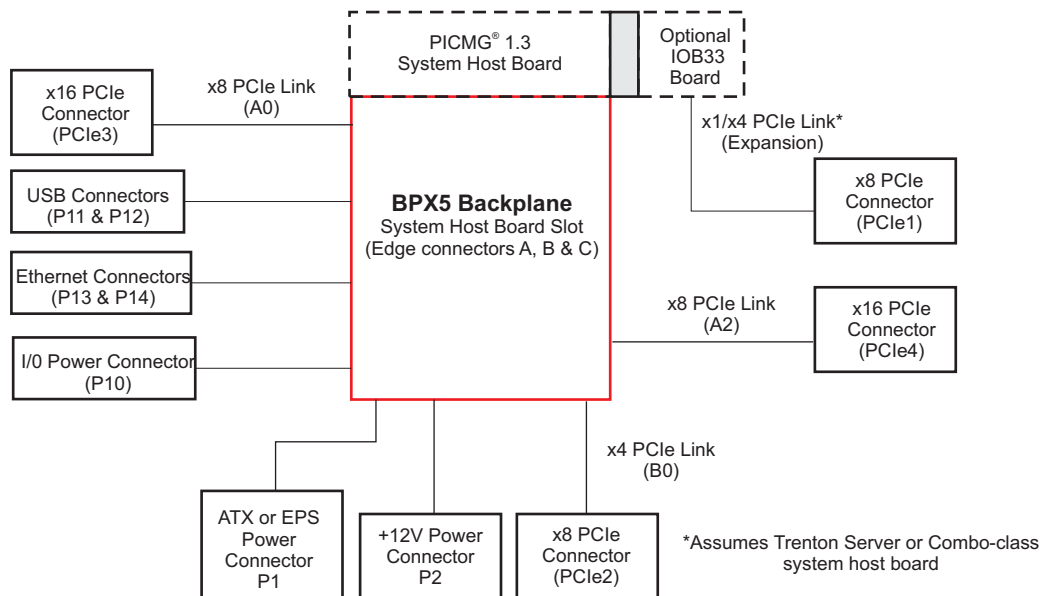 PICMG® 1.3
System Host Board
Optional
IOB33
Board
x16 PCIe
Connector
(PCIe3)
x8 PCIe Link
(A0)
x1/x4 PCIe Link*
(Expansion)
USB Connectors
(P11 & P12)
x8 PCIe
Connector
(PCIe1)
BPX5 Backplane
System Host Board Slot
(Edge connectors A, B & C)
Ethernet Connectors
(P13 & P14)
x8 PCIe Link
(A2)
x16 PCIe
Connector
(PCIe4)
I/0 Power Connector
(P10)
x4 PCIe Link
(B0)
ATX or EPS
Power
Connector
P1
+12V Power
Connector
P2
x8 PCIe
Connector
(PCIe2)
*Assumes Trenton Server or Combo-class
system host board